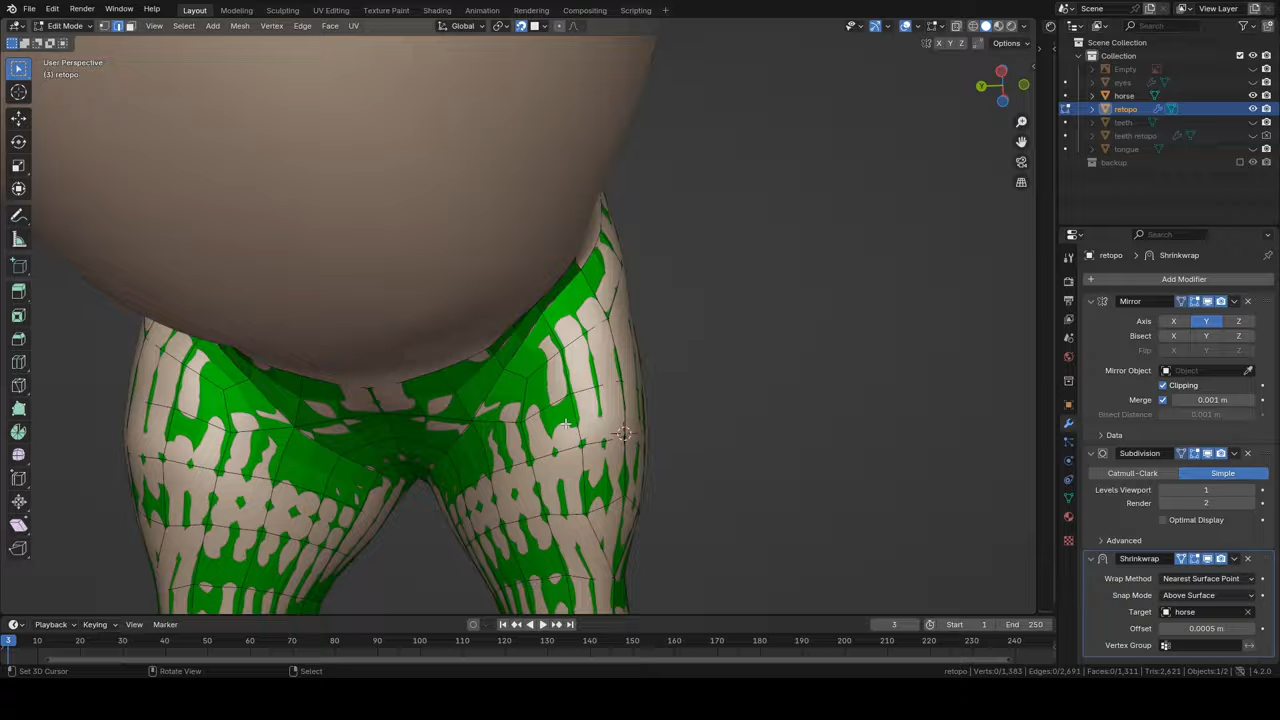 File Edit Render Window Help
Layout Modeling Sculpting UV Editing Texture Paint Shading Animation Rendering Compositing Geometry Nodes Scripting +
Scene View Layer
Edit Mode View Select Add Mesh Vertex Edge Face UV
Global
X Y Z Options
User Perspective
(3) retopo
Y
Search
Scene Collection
Collection
Empty
eyes
horse
retopo
teeth
teeth retopo
tongue
backup
Search
retopo > Shrinkwrap
+ Add Modifier
Mirror
Axis X Y Z
Bisect X Y Z
Flip X Y Z
Mirror Object Object
Clipping
Merge 0.001 m
Bisect Distance 0.001 m
Data
Subdivision
Catmull-Clark Simple
Levels Viewport 1
Render 2
Optimal Display
Advanced
Shrinkwrap
Wrap Method Nearest Surface Point
Snap Mode Above Surface
Target horse
Offset 0.0005 m
Vertex Group
Playback Keying View Marker
3 Start 1 End 250
3 10 20 30 40 50 60 70 80 90 100 110 120 130 140 150 160 170 180 190 200 210 220 230 240
Set 3D Cursor Rotate View Select
retopo | Verts:0/1,383 | Edges:0/2,691 | Faces:0/1,311 | Tris:2,621 | Objects:1/2 | 4.2.0